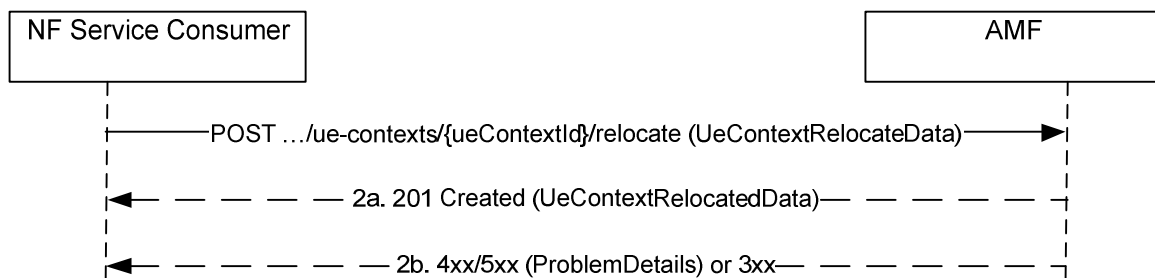 NF Service Consumer
AMF
POST …/ue-contexts/{ueContextId}/relocate (UeContextRelocateData)
2a. 201 Created (UeContextRelocatedData)
2b. 4xx/5xx (ProblemDetails) or 3xx